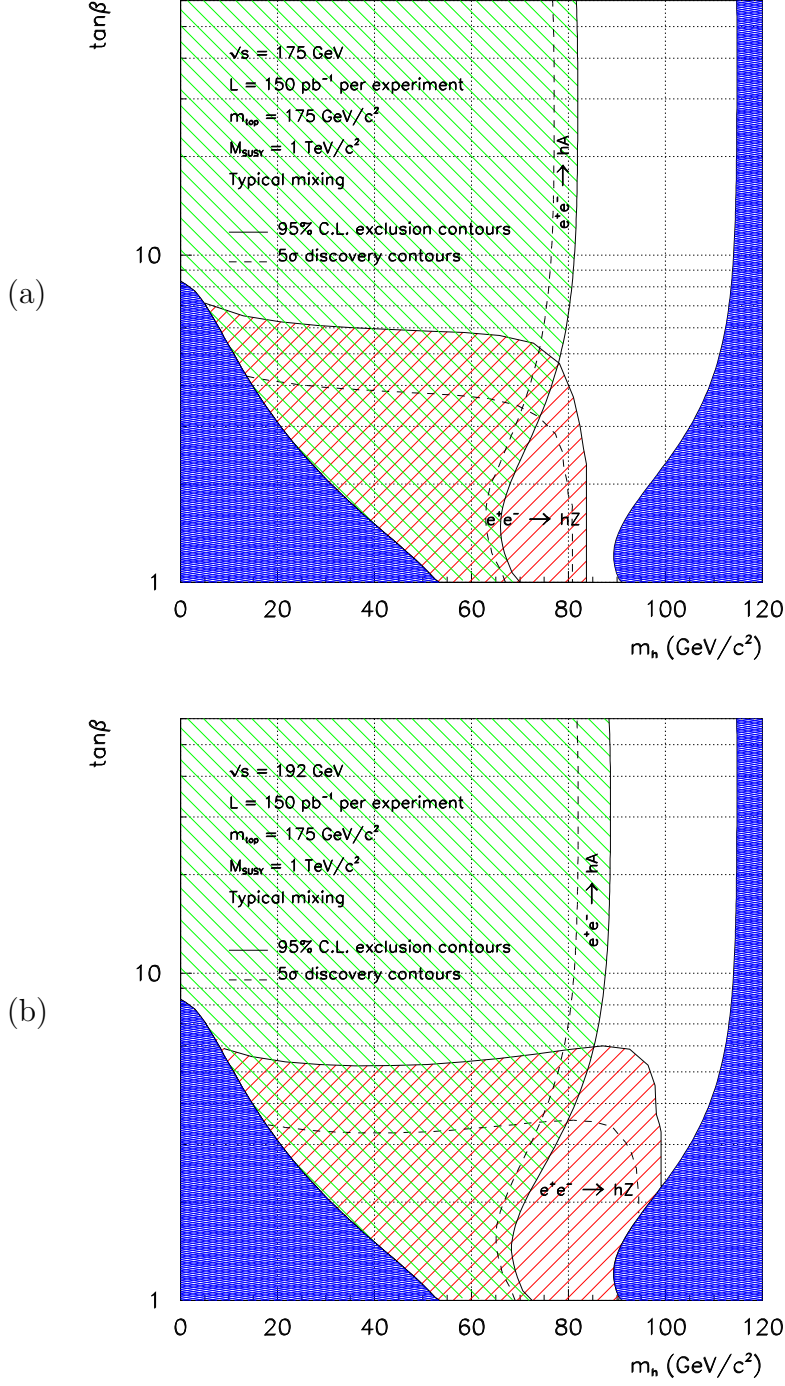 (a)
tanβ
√s = 175 GeV
L = 150 pb⁻¹ per experiment
m_top = 175 GeV/c²
M_SUSY = 1 TeV/c²
Typical mixing
95% C.L. exclusion contours
5σ discovery contours
e⁺e⁻ → hA
e⁺e⁻ → hZ
10
1
0 20 40 60 80 100 120
m_h (GeV/c²)
(b)
tanβ
√s = 192 GeV
L = 150 pb⁻¹ per experiment
m_top = 175 GeV/c²
M_SUSY = 1 TeV/c²
Typical mixing
95% C.L. exclusion contours
5σ discovery contours
e⁺e⁻ → hA
e⁺e⁻ → hZ
10
1
0 20 40 60 80 100 120
m_h (GeV/c²)